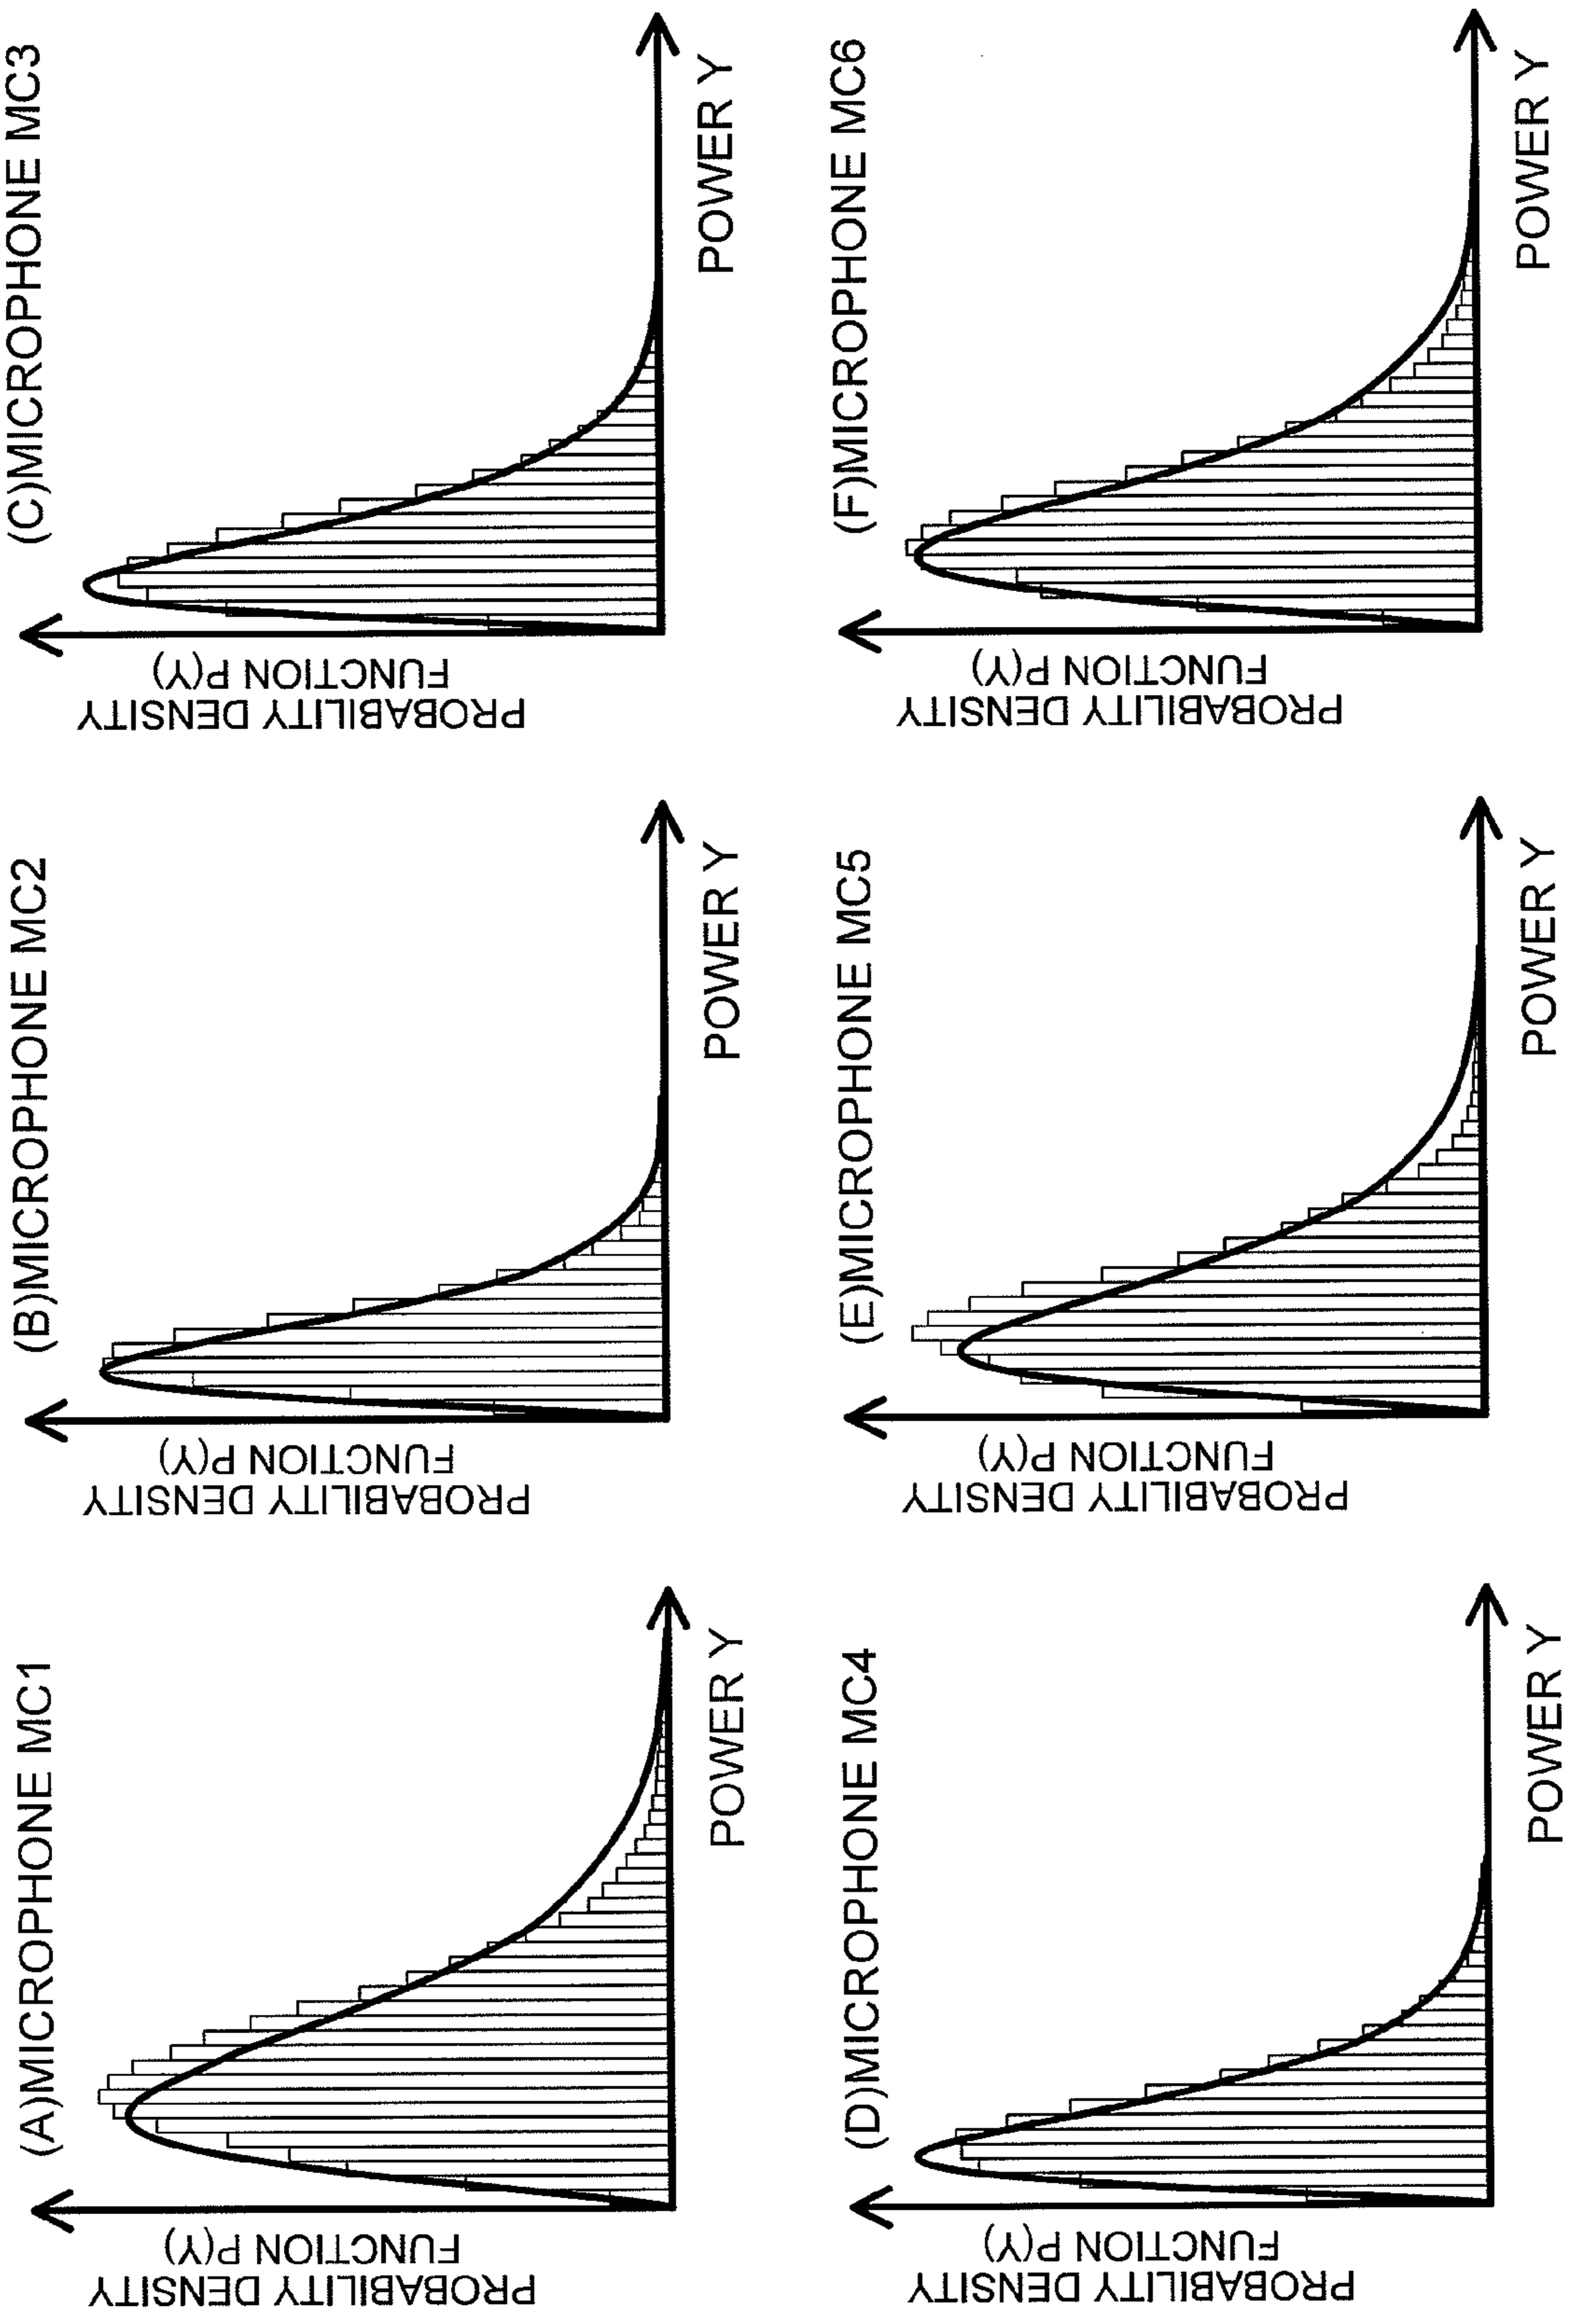 (A)MICROPHONE MC1
PROBABILITY DENSITY
FUNCTION P(Y)
POWER Y
(B)MICROPHONE MC2
PROBABILITY DENSITY
FUNCTION P(Y)
POWER Y
(C)MICROPHONE MC3
PROBABILITY DENSITY
FUNCTION P(Y)
POWER Y
(D)MICROPHONE MC4
PROBABILITY DENSITY
FUNCTION P(Y)
POWER Y
(E)MICROPHONE MC5
PROBABILITY DENSITY
FUNCTION P(Y)
POWER Y
(F)MICROPHONE MC6
PROBABILITY DENSITY
FUNCTION P(Y)
POWER Y